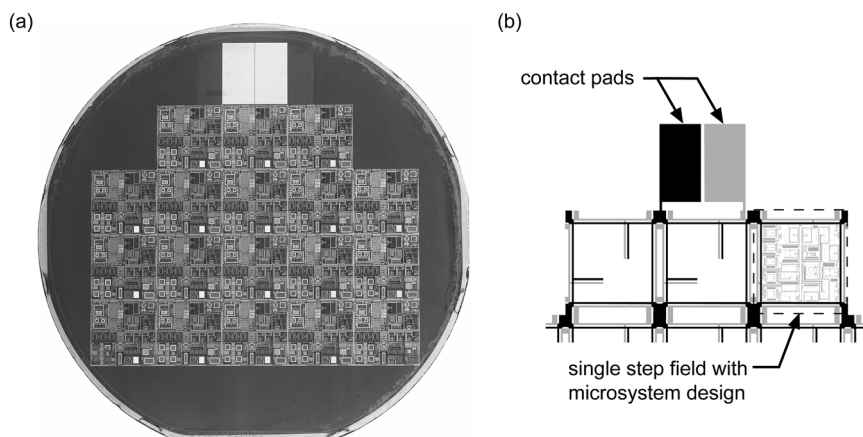 (a)
(b)
contact pads
single step field with
microsystem design